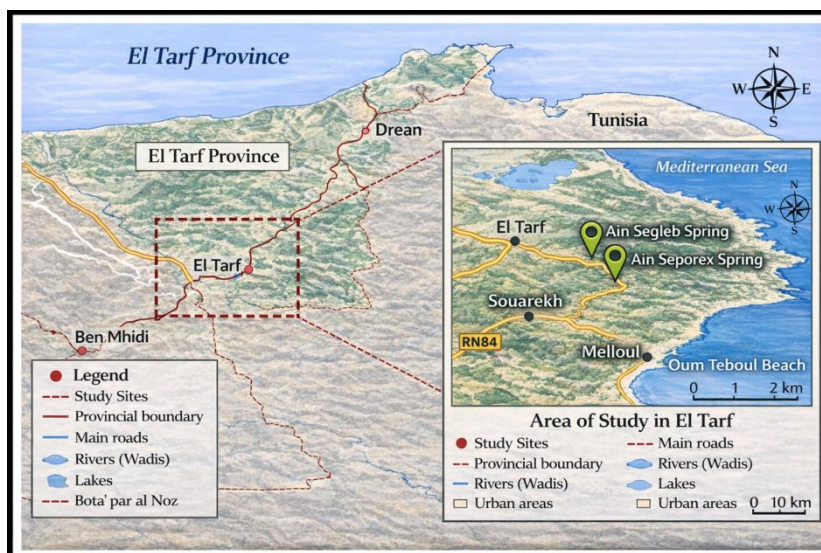 El Tarf Province
N
W E
S
Drean
Tunisia
El Tarf Province
El Tarf
Ben Mhidi
Legend
Study Sites
Provincial boundary
Main roads
Rivers (Wadis)
Lakes
Bota' par al Noz
Mediterranean Sea
N
W E
S
El Tarf
Ain Segleb Spring
Ain Seporex Spring
Souarekh
RN84
Melloul
Oum Teboul Beach
0 1 2 km
Area of Study in El Tarf
Study Sites
Provincial boundary
Rivers (Wadis)
Urban areas
Main roads
Rivers (Wadis)
Lakes
Urban areas
0 10 km